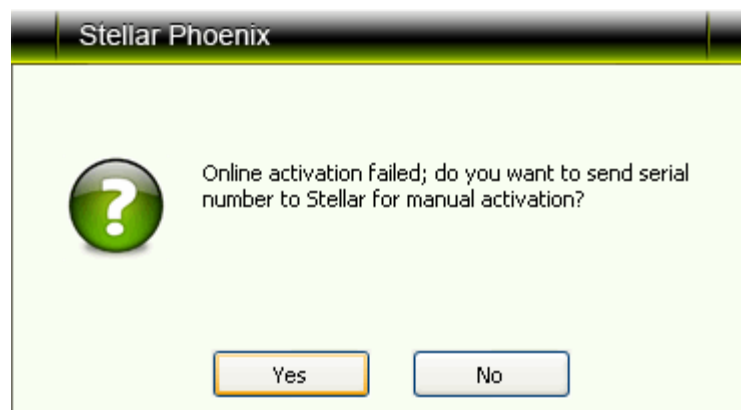 Stellar Phoenix
Online activation failed; do you want to send serial
number to Stellar for manual activation?
Yes
No